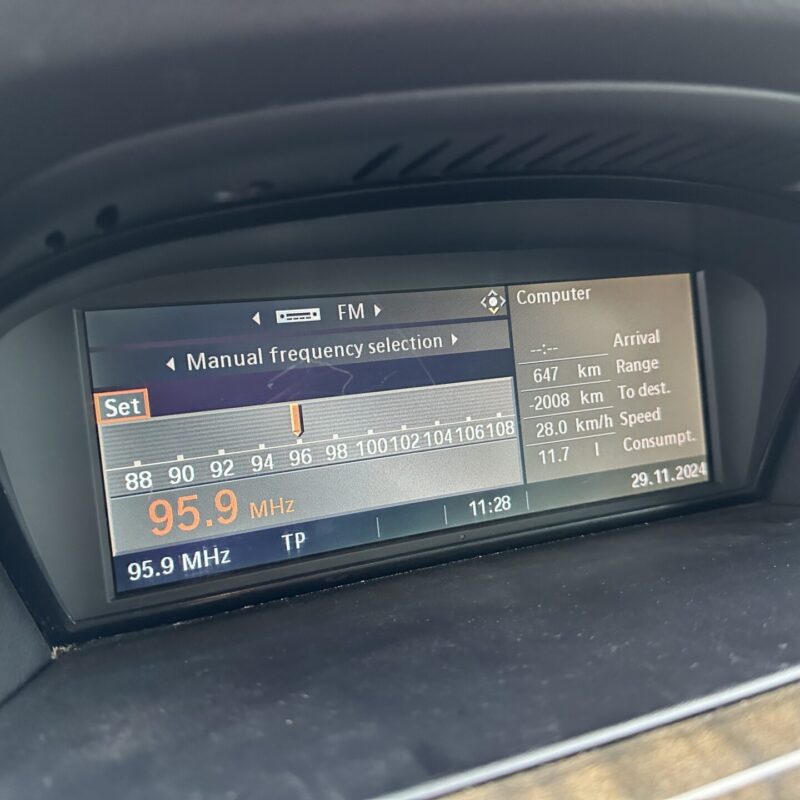 FM
Manual frequency selection
Set
88 90 92 94 96 98 100 102 104 106 108
95.9 MHz
95.9 MHz TP 11:28
Computer
--:-- Arrival
647 km Range
-2008 km To dest.
28.0 km/h Speed
11.7 l Consumpt.
29.11.2024